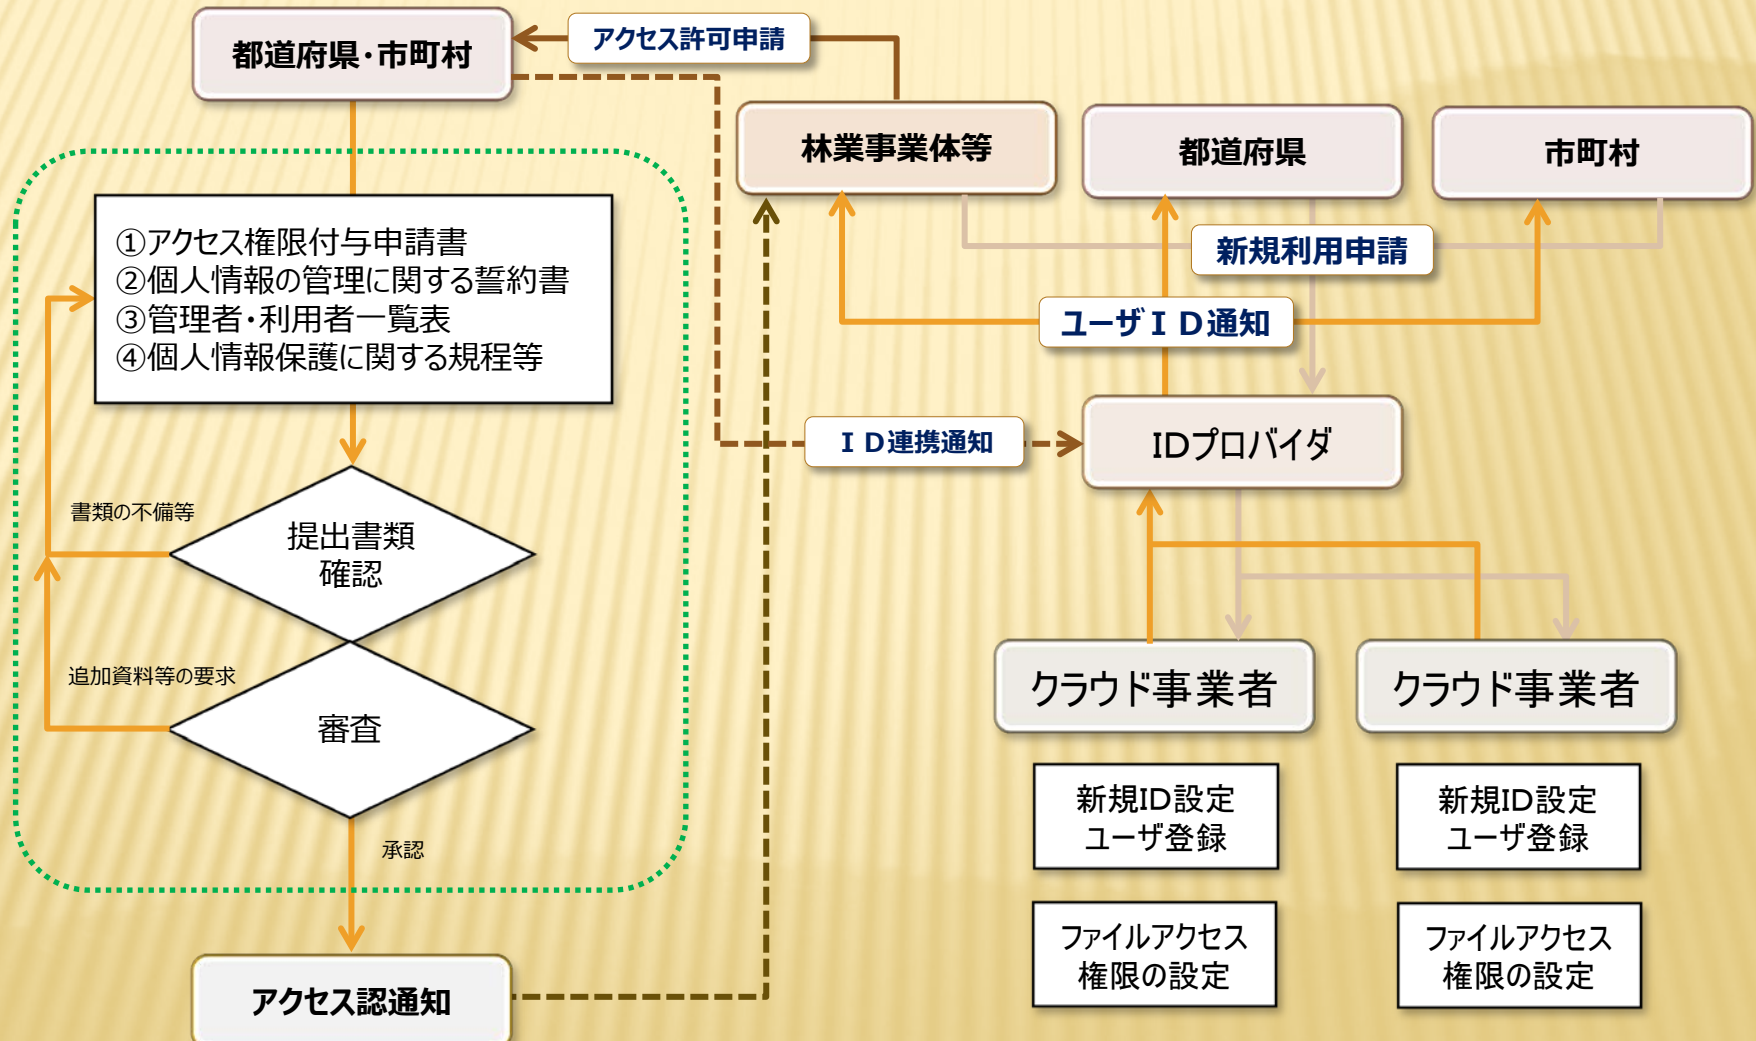 都道府県・市町村
アクセス許可申請
林業事業体等
都道府県
市町村
①アクセス権限付与申請書
②個人情報の管理に関する誓約書
③管理者・利用者一覧表
④個人情報保護に関する規程等
新規利用申請
ユーザＩＤ通知
ＩＤ連携通知
IDプロバイダ
書類の不備等
提出書類
確認
追加資料等の要求
審査
承認
アクセス認通知
クラウド事業者
クラウド事業者
新規ID設定
ユーザ登録
新規ID設定
ユーザ登録
ファイルアクセス
権限の設定
ファイルアクセス
権限の設定